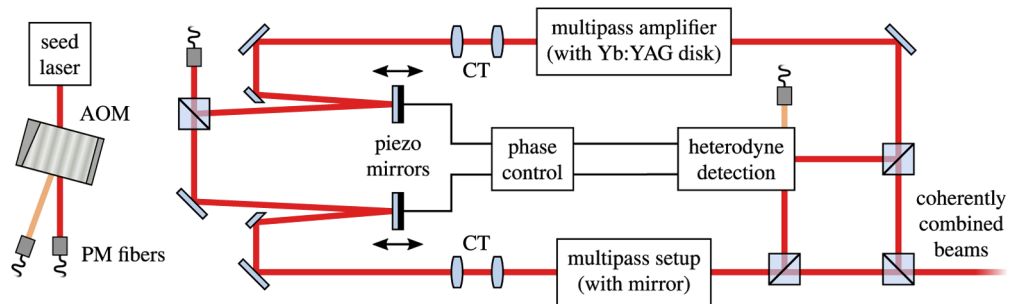 seed
laser
AOM
PM fibers
CT
multipass amplifier
(with Yb:YAG disk)
piezo
mirrors
phase
control
heterodyne
detection
CT
multipass setup
(with mirror)
coherently
combined
beams